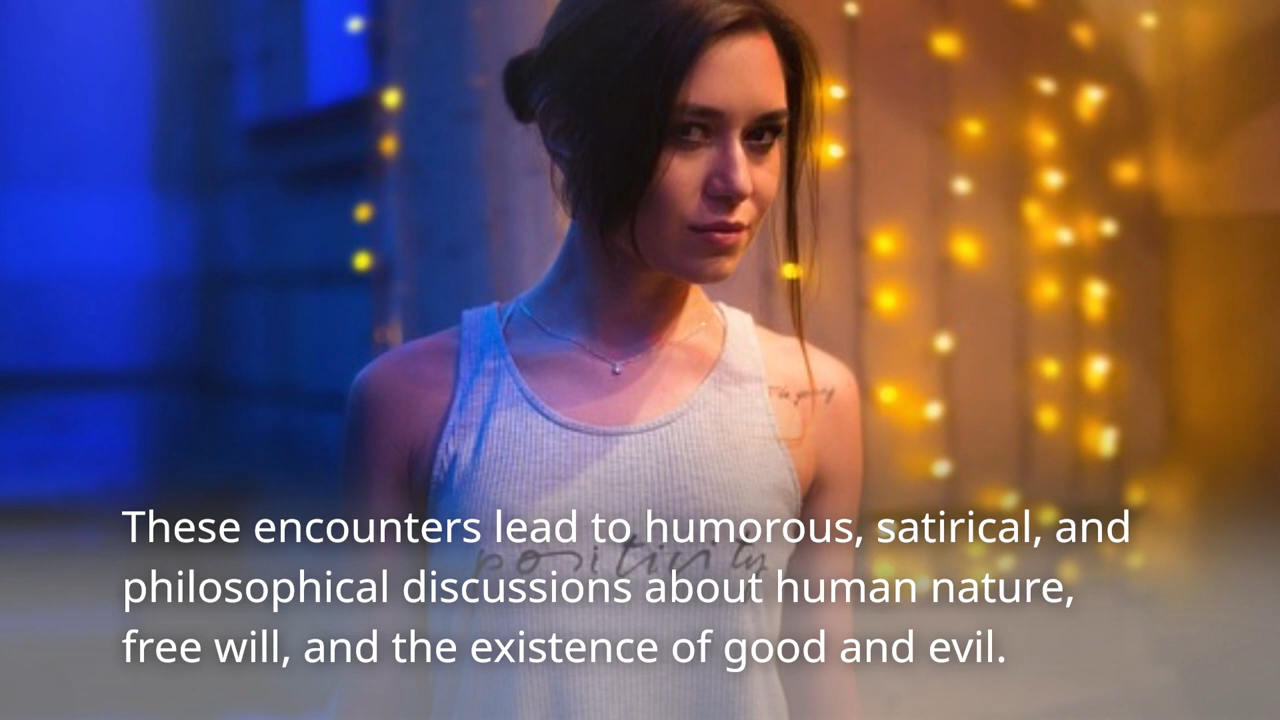 These encounters lead to humorous, satirical, and
positivity
philosophical discussions about human nature,
free will, and the existence of good and evil.